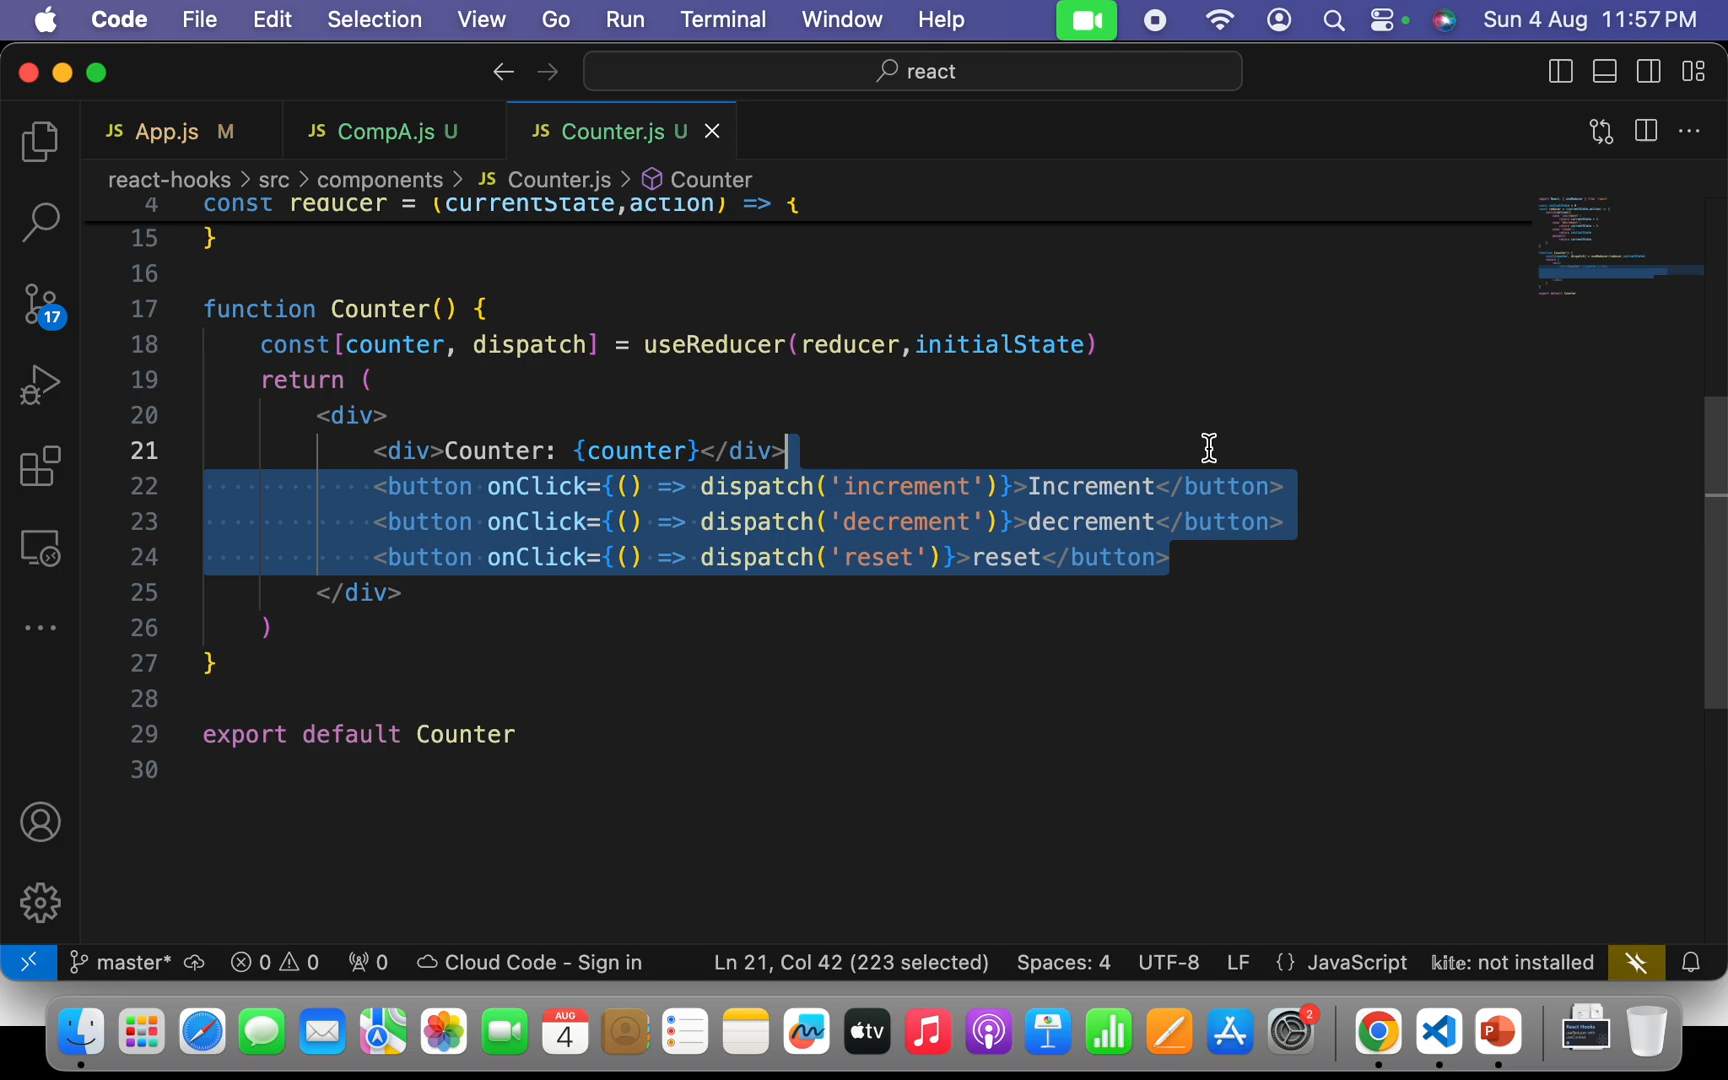 Code File Edit Selection View Go Run Terminal Window Help Sun 4 Aug 11:57 PM
react
JS App.js M JS CompA.js U JS Counter.js U
react-hooks > src > components > JS Counter.js > Counter
4 const reducer = (currentState,action) => {
15 }
16
17 function Counter() {
18 const[counter, dispatch] = useReducer(reducer,initialState)
19 return (
20 <div>
21 <div>Counter: {counter}</div>
22 <button onClick={() => dispatch('increment')}>Increment</button>
23 <button onClick={() => dispatch('decrement')}>decrement</button>
24 <button onClick={() => dispatch('reset')}>reset</button>
25 </div>
26 )
27 }
28
29 export default Counter
30
17
master* 0 0 0 Cloud Code - Sign in Ln 21, Col 42 (223 selected) Spaces: 4 UTF-8 LF {} JavaScript kite: not installed
AUG
4
tv
2
P